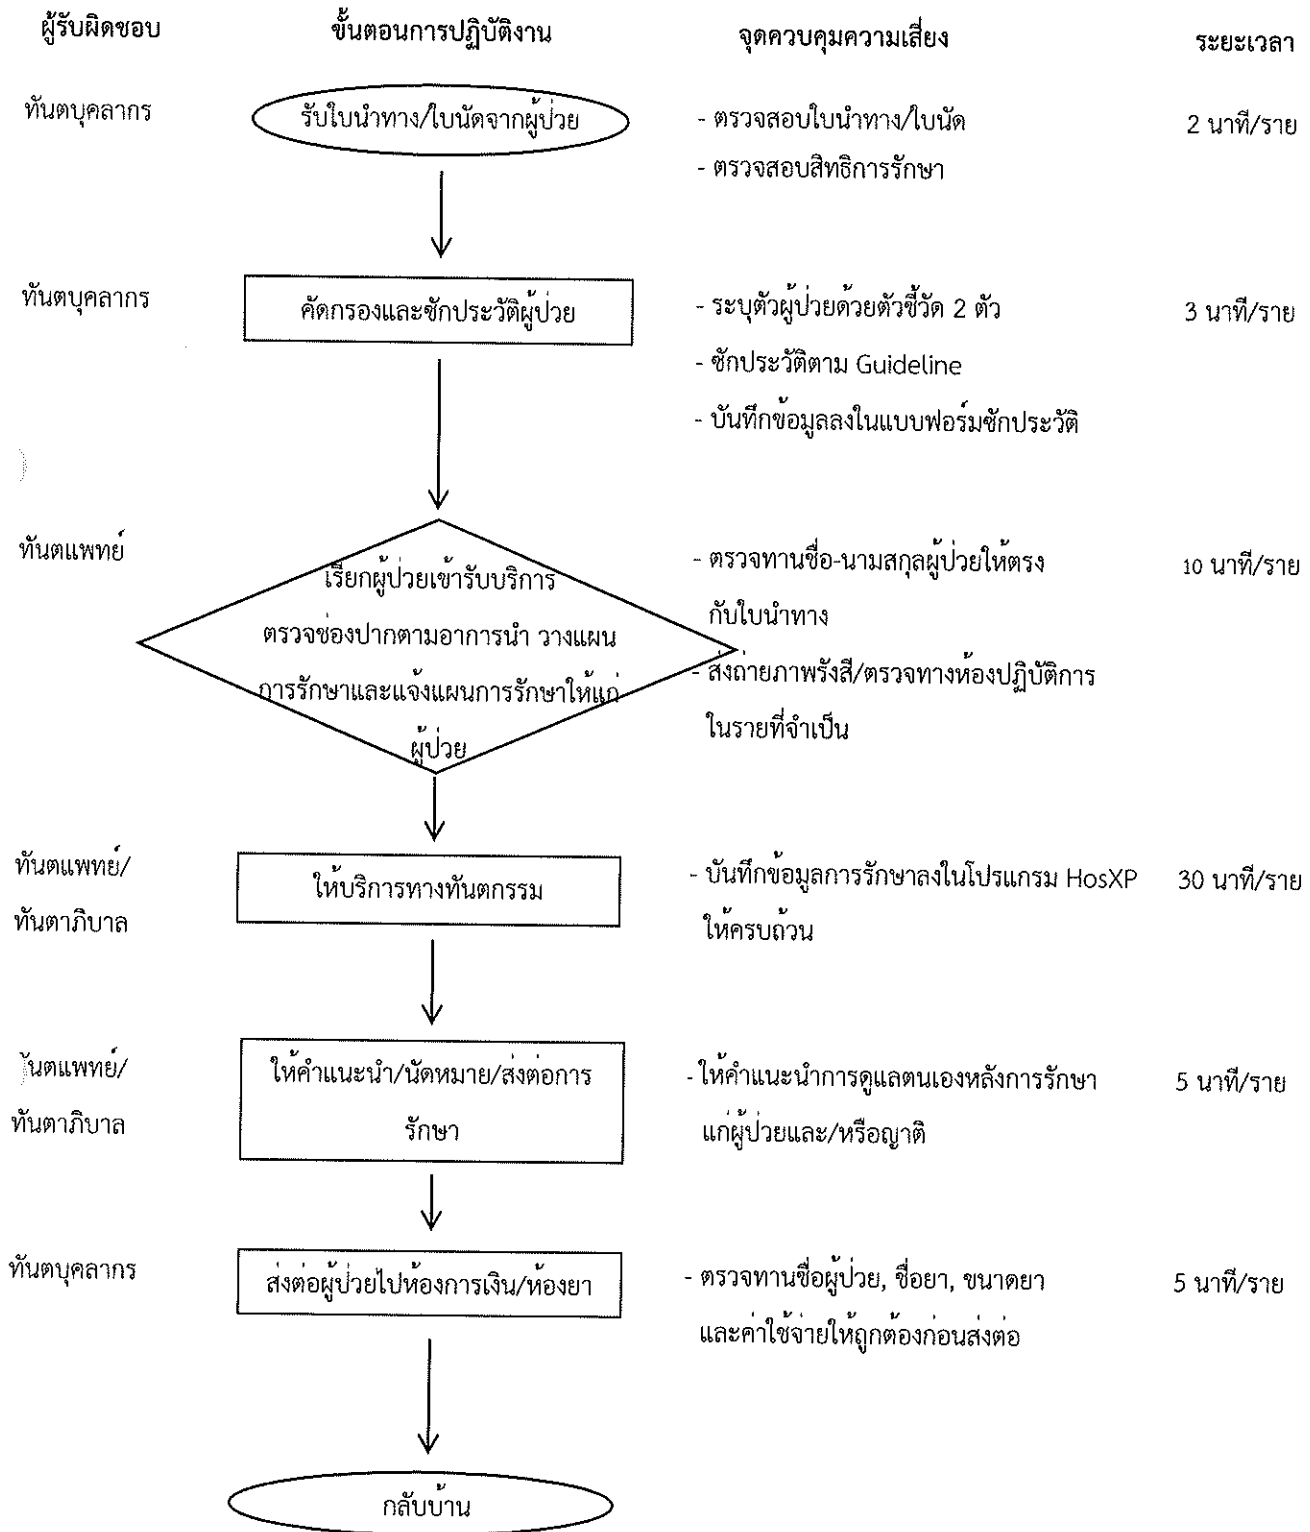 ผู้รับผิดชอบ ขั้นตอนการปฏิบัติงาน จุดควบคุมความเสี่ยง ระยะเวลา
ทันตบุคลากร รับใบนำทาง/ใบนัดจากผู้ป่วย - ตรวจสอบใบนำทาง/ใบนัด 2 นาที/ราย
- ตรวจสอบสิทธิการรักษา
ทันตบุคลากร คัดกรองและซักประวัติผู้ป่วย - ระบุตัวผู้ป่วยด้วยตัวชี้วัด 2 ตัว 3 นาที/ราย
- ซักประวัติตาม Guideline
- บันทึกข้อมูลลงในแบบฟอร์มซักประวัติ
ทันตแพทย์ เรียกผู้ป่วยเข้ารับบริการ - ตรวจทานชื่อ-นามสกุลผู้ป่วยให้ตรง 10 นาที/ราย
ตรวจช่องปากตามอาการนำ วางแผน กับใบนำทาง
การรักษาและแจ้งแผนการรักษาให้แก่ - ส่งถ่ายภาพรังสี/ตรวจทางห้องปฏิบัติการ
ผู้ป่วย ในรายที่จำเป็น
ทันตแพทย์/ ให้บริการทางทันตกรรม - บันทึกข้อมูลการรักษาลงในโปรแกรม HosXP 30 นาที/ราย
ทันตาภิบาล ให้ครบถ้วน
ันตแพทย์/ ให้คำแนะนำ/นัดหมาย/ส่งต่อการ - ให้คำแนะนำการดูแลตนเองหลังการรักษา 5 นาที/ราย
ทันตาภิบาล รักษา แก่ผู้ป่วยและ/หรือญาติ
ทันตบุคลากร ส่งต่อผู้ป่วยไปห้องการเงิน/ห้องยา - ตรวจทานชื่อผู้ป่วย, ชื่อยา, ขนาดยา 5 นาที/ราย
และค่าใช้จ่ายให้ถูกต้องก่อนส่งต่อ
กลับบ้าน